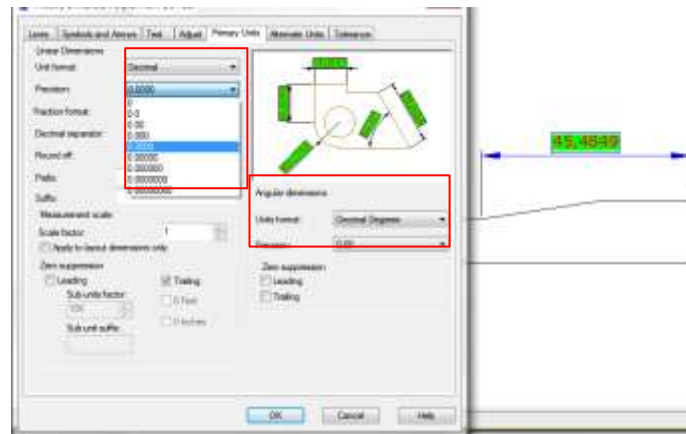 Lines Symbols and Arrows Text Adjust Primary Units Alternate Units Tolerance
Linear Dimensions
Unit format: Decimal
Precision: 0.0000
0
0.0
0.00
0.000
0.0000
0.00000
0.000000
0.0000000
0.00000000
Fraction format:
Decimal separator:
Round off:
Prefix:
Suffix:
Measurement scale
Scale factor: 1
Apply to layout dimensions only
Zero suppression
Leading Trailing
Sub-units factor: 0 Feet
100
Sub unit suffix: 0 Inches
Angular dimensions
Units format: Decimal Degrees
Precision: 0.00
Zero suppression
Leading
Trailing
OK Cancel Help
45,4849